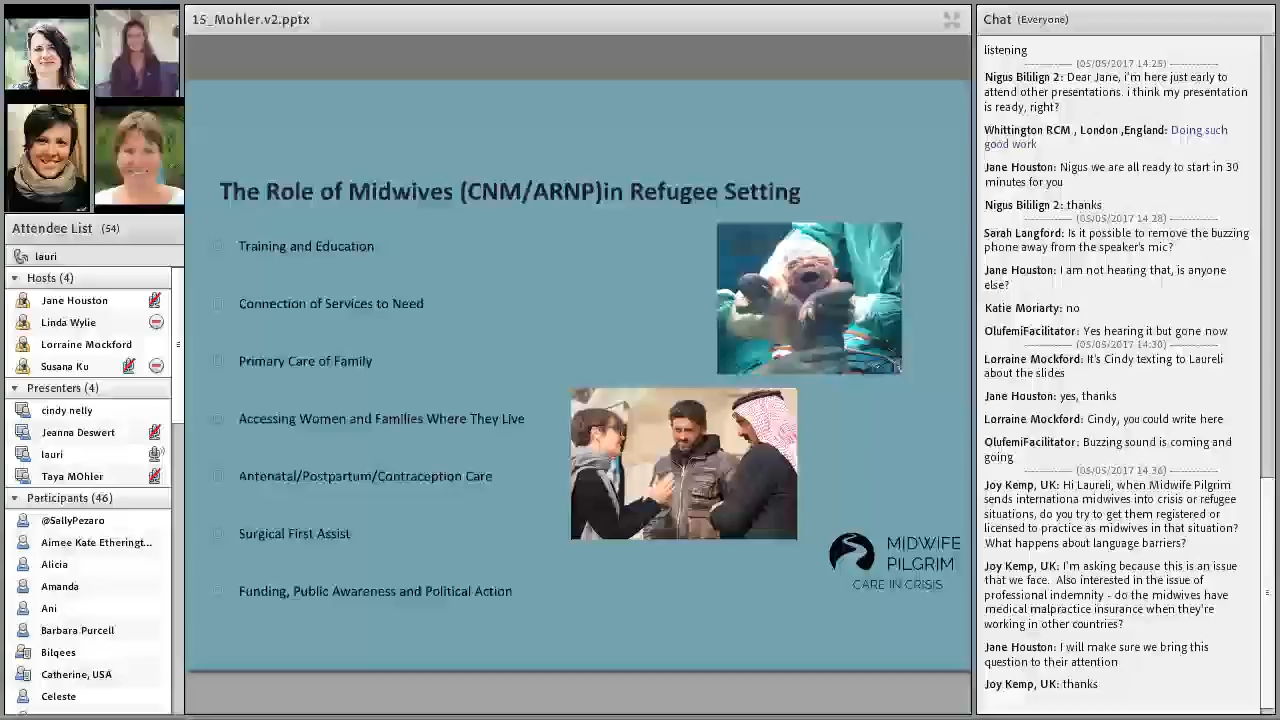 15_Mohler.v2.pptx
Attendee List (54)
lauri
Hosts (4)
Jane Houston
Linda Wylie
Lorraine Mockford
Susana Ku
Presenters (4)
cindy nelly
Jeanna Deswert
lauri
Taya MOhler
Participants (46)
@SallyPezaro
Aimee Kate Etheringt...
Alicia
Amanda
Ani
Barbara Purcell
Bilqees
Catherine, USA
Celeste
The Role of Midwives (CNM/ARNP)in Refugee Setting
Training and Education
Connection of Services to Need
Primary Care of Family
Accessing Women and Families Where They Live
Antenatal/Postpartum/Contraception Care
Surgical First Assist
Funding, Public Awareness and Political Action
MIDWIFE
PILGRIM
CARE IN CRISIS
Chat (Everyone)
listening
(05/05/2017 14:25)
Nigus Bililign 2: Dear Jane, i'm here just early to
attend other presentations. i think my presentation
is ready, right?
Whittington RCM , London ,England: Doing such
good work
Jane Houston: Nigus we are all ready to start in 30
minutes for you
Nigus Bililign 2: thanks
(05/05/2017 14:28)
Sarah Langford: Is it possible to remove the buzzing
phone away from the speaker's mic?
Jane Houston: I am not hearing that, is anyone
else?
Katie Moriarty: no
OlufemiFacilitator: Yes hearing it but gone now
(05/05/2017 14:30)
Lorraine Mockford: It's Cindy texting to Laureli
about the slides
Jane Houston: yes, thanks
Lorraine Mockford: Cindy, you could write here
OlufemiFacilitator: Buzzing sound is coming and
going
(05/05/2017 14:36)
Joy Kemp, UK: Hi Laureli, when Midwife Pilgrim
sends internationa midwives into crisis or refugee
situations, do you try to get them registered or
licensed to practice as midwives in that situation?
What happens about language barriers?
Joy Kemp, UK: I'm asking because this is an issue
that we face. Also interested in the issue of
professional indemnity - do the midwives have
medical malpractice insurance when they're
working in other countries?
Jane Houston: I will make sure we bring this
question to their attention
Joy Kemp, UK: thanks